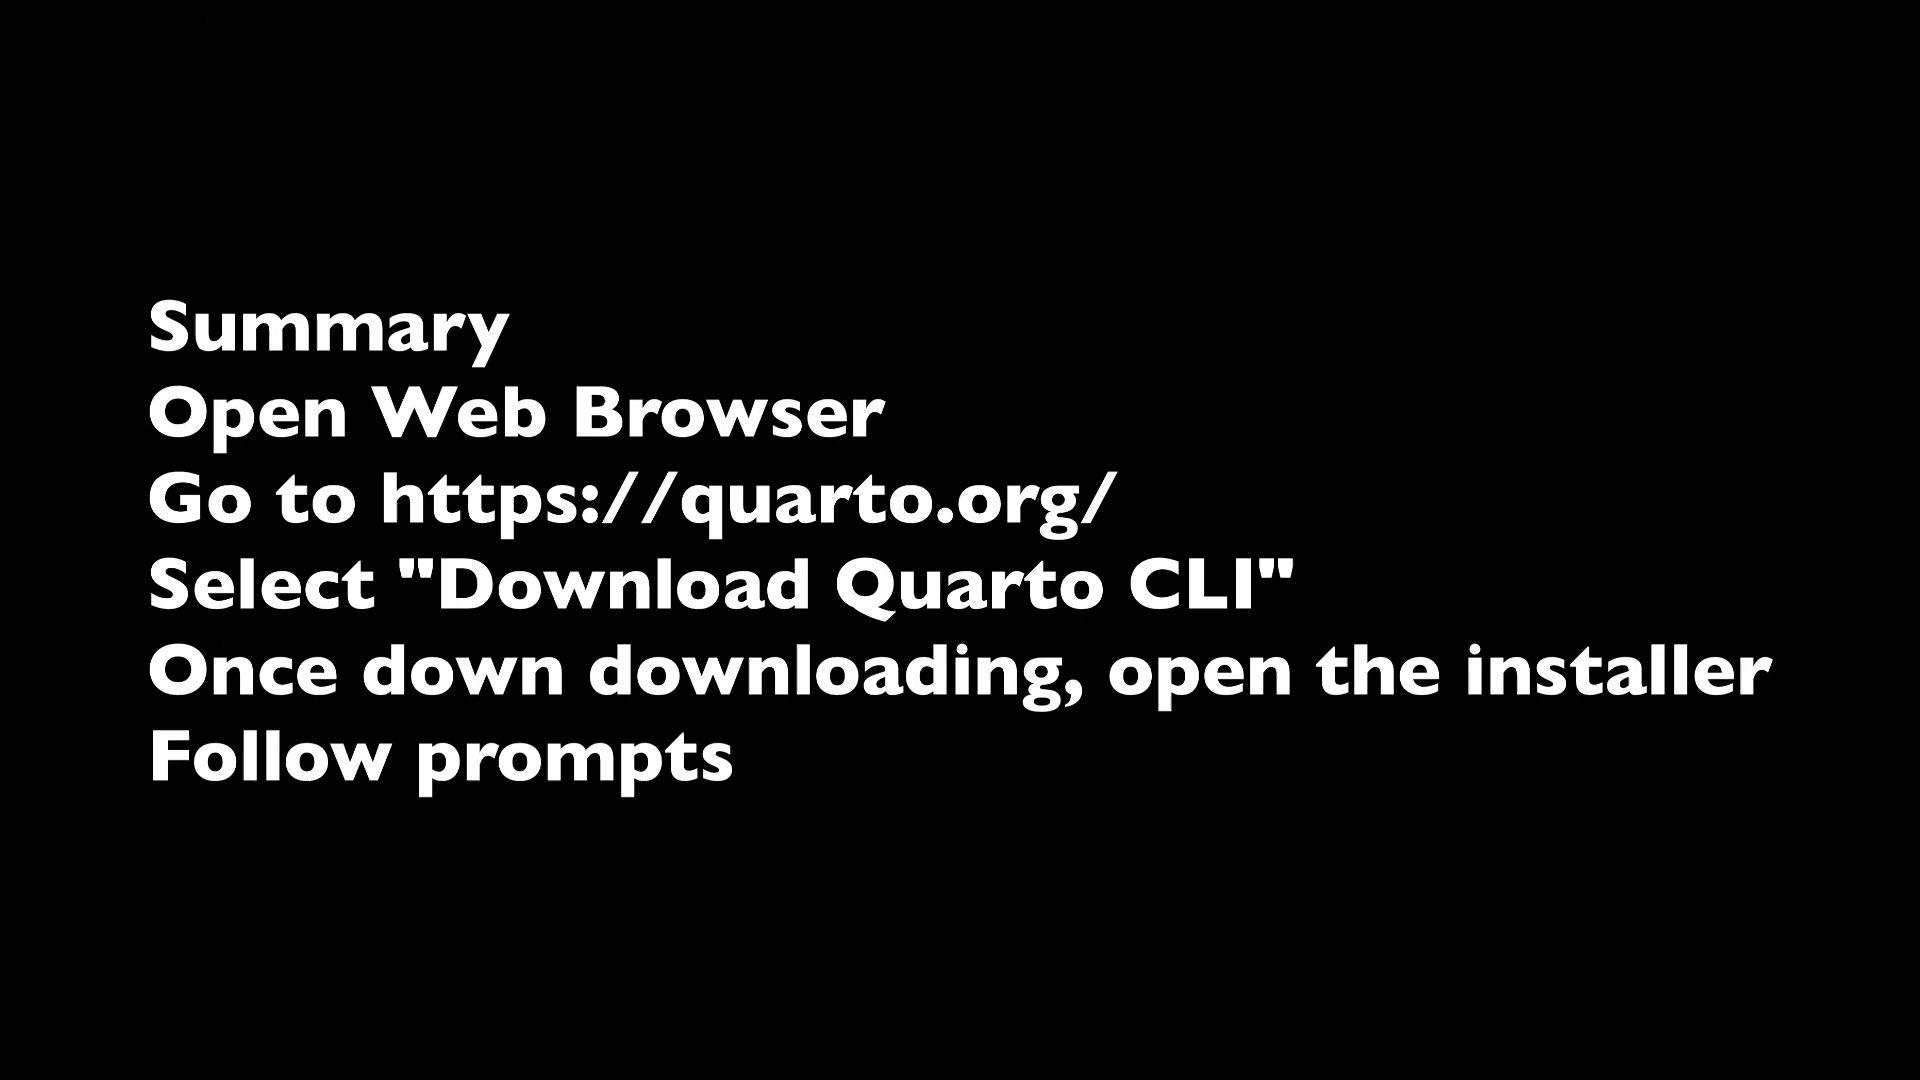 Summary
Open Web Browser
Go to https://quarto.org/
Select "Download Quarto CLI"
Once down downloading, open the installer
Follow prompts